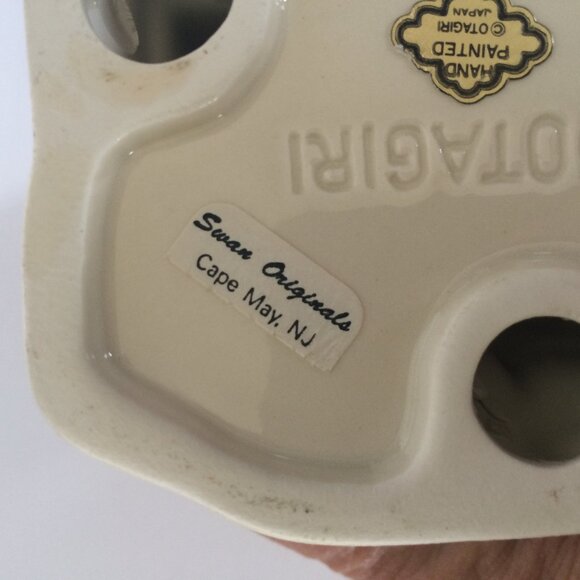 HAND
PAINTED
© OTAGIRI
JAPAN
OTAGIRI
Swan Originals
Cape May, NJ